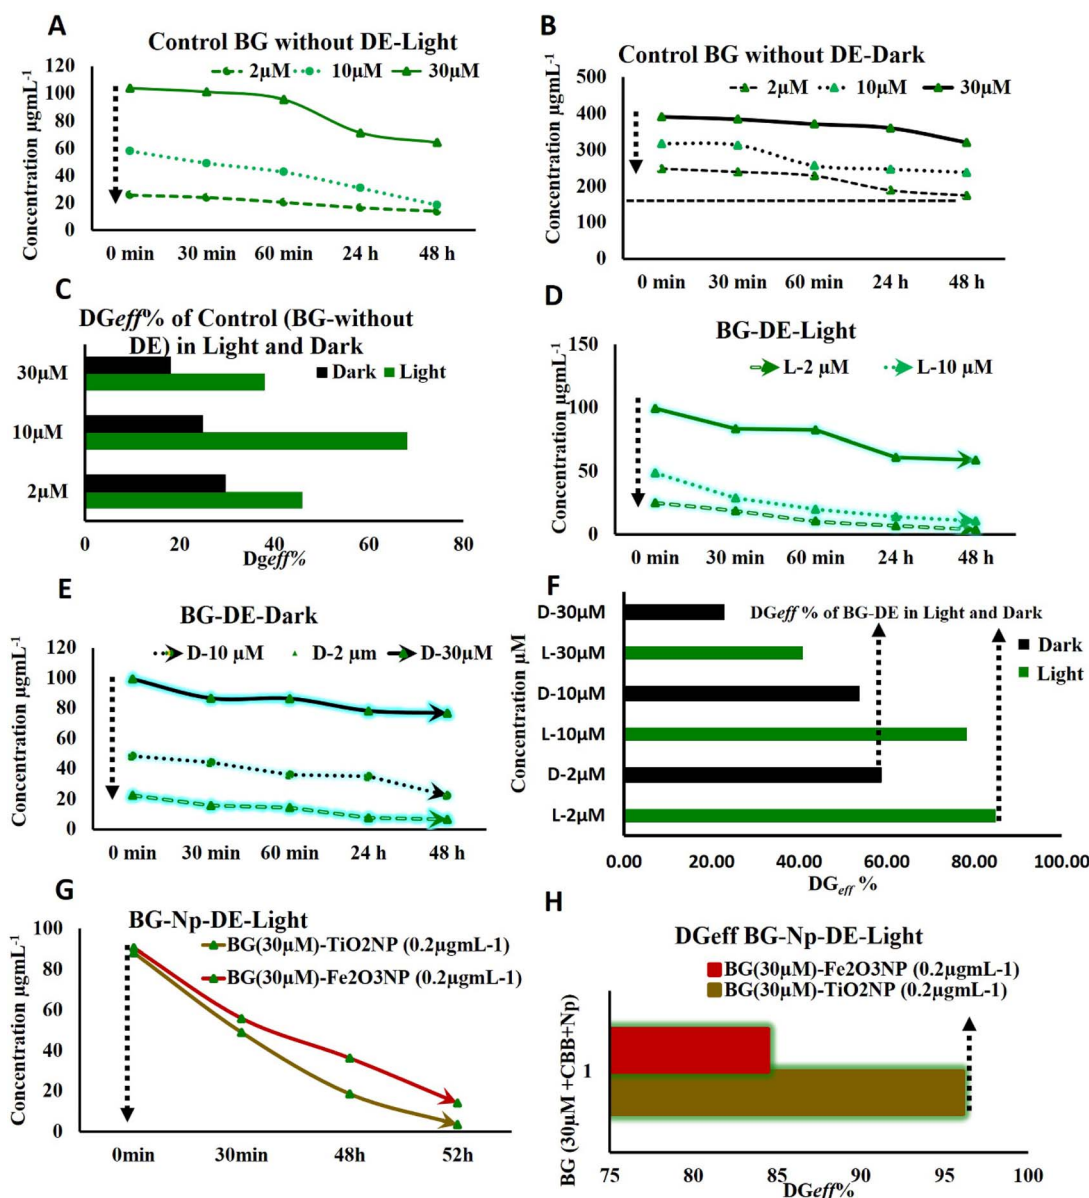 A
Control BG without DE-Light
2µM 10µM 30µM
Concentration µgmL-1
120
100
80
60
40
20
0
0 min 30 min 60 min 24 h 48 h
B
Control BG without DE-Dark
2µM 10µM 30µM
Concentration µgmL-1
500
400
300
200
100
0
0 min 30 min 60 min 24 h 48 h
C
DGeff% of Control (BG-without
DE) in Light and Dark
Dark Light
30µM
10µM
2µM
0 20 40 60 80
Dgeff%
D
BG-DE-Light
L-2 µM L-10 µM
Concentration µgmL-1
150
100
50
0
0 min 30 min 60 min 24 h 48 h
E
BG-DE-Dark
D-10 µM D-2 µm D-30µM
Concentration µgmL-1
120
100
80
60
40
20
0
0 min 30 min 60 min 24 h 48 h
F
DGeff % of BG-DE in Light and Dark
Dark
Light
Concentration µM
D-30µM
L-30µM
D-10µM
L-10µM
D-2µM
L-2µM
0.00 20.00 40.00 60.00 80.00 100.00
DGeff %
G
BG-Np-DE-Light
BG(30µM)-TiO2NP (0.2µgmL-1)
BG(30µM)-Fe2O3NP (0.2µgmL-1)
Concentration µgmL-1
100
80
60
40
20
0
0min 30min 48h 52h
H
DGeff BG-Np-DE-Light
BG(30µM)-Fe2O3NP (0.2µgmL-1)
BG(30µM)-TiO2NP (0.2µgmL-1)
BG (30µM +CBB+Np)
1
75 80 85 90 95 100
DGeff%